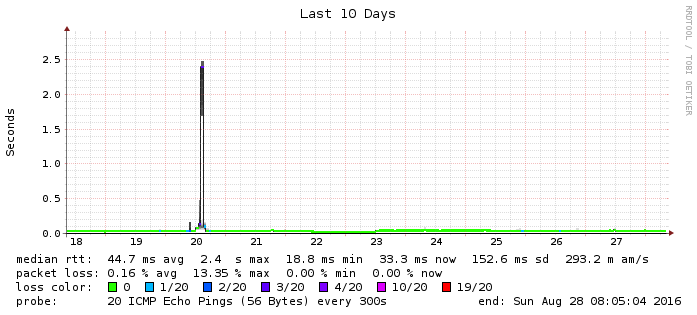 Last 10 Days
RRDTOOL / TOBI OETIKER
Seconds
2.5
2.0
1.5
1.0
0.5
0.0
18 19 20 21 22 23 24 25 26 27
median rtt: 44.7 ms avg 2.4 s max 18.8 ms min 33.3 ms now 152.6 ms sd 293.2 m am/s
packet loss: 0.16 % avg 13.35 % max 0.00 % min 0.00 % now
loss color: 0 1/20 2/20 3/20 4/20 10/20 19/20
probe: 20 ICMP Echo Pings (56 Bytes) every 300s end: Sun Aug 28 08:05:04 2016